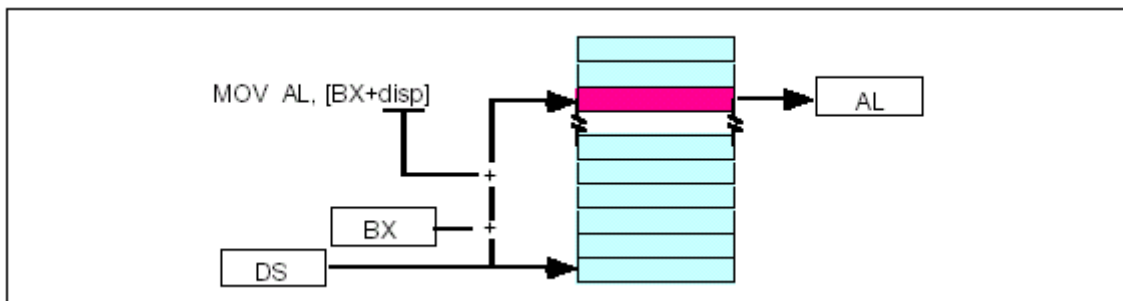 MOV AL, [BX+disp]
AL
+
BX
+
DS